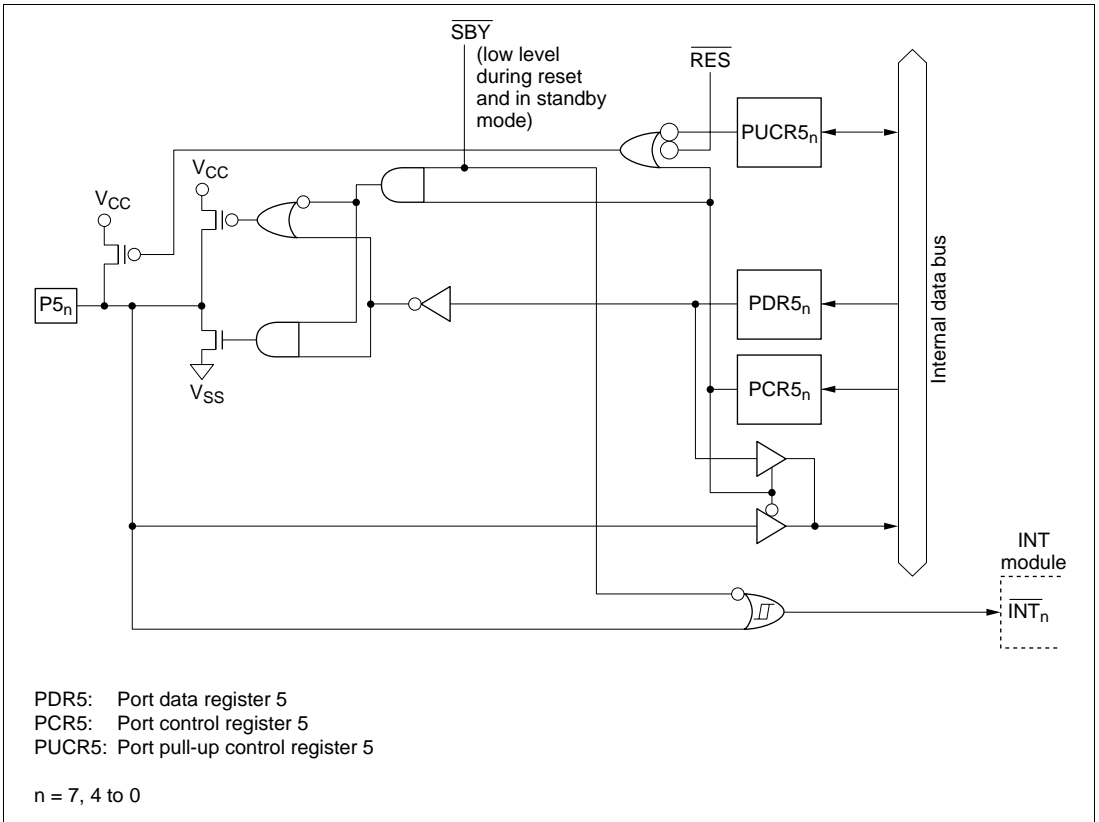 SBY
(low level
during reset
and in standby
mode)
RES
PUCR5n
VCC
VCC
P5n
PDR5n
PCR5n
VSS
Internal data bus
INT
module
INTn
PDR5: Port data register 5
PCR5: Port control register 5
PUCR5: Port pull-up control register 5
n = 7, 4 to 0